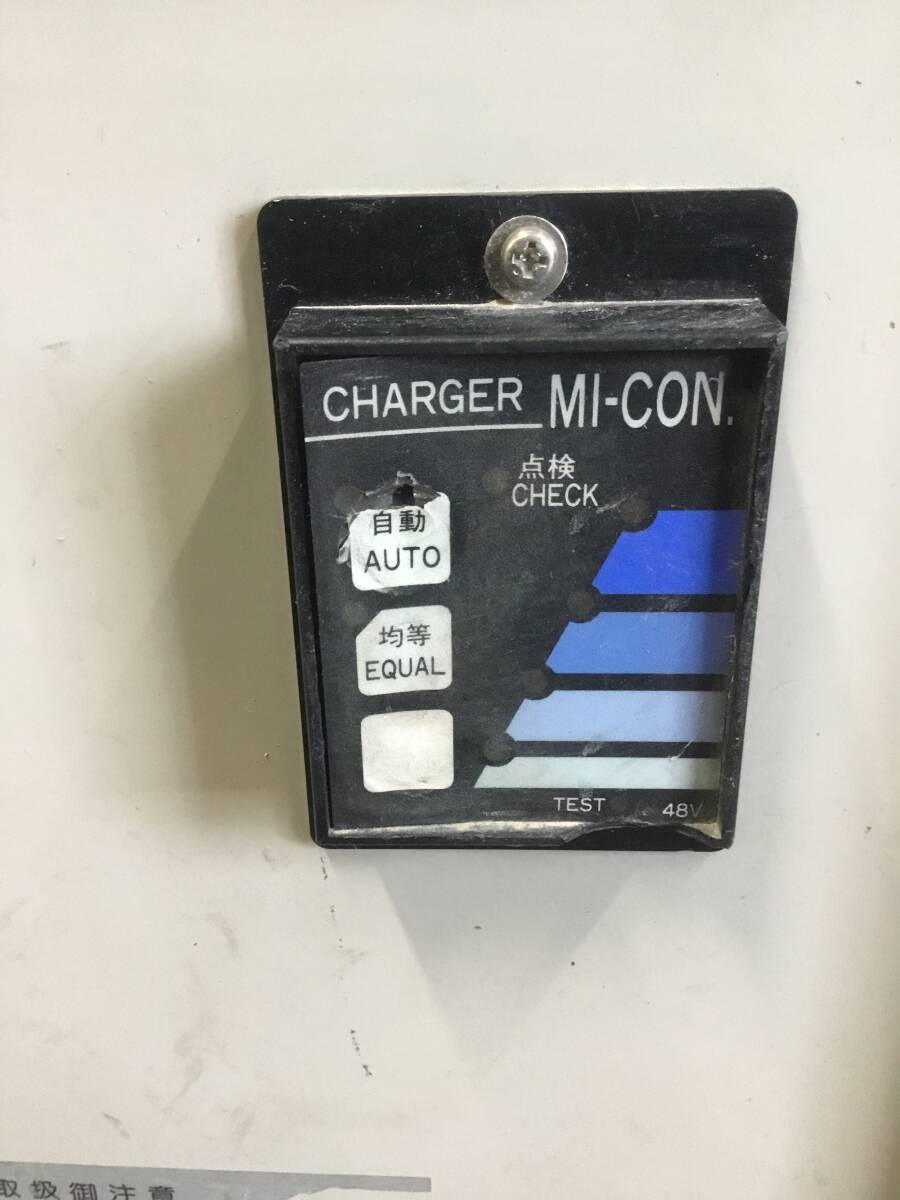 CHARGER MI-CON.
点検
CHECK
自動
AUTO
均等
EQUAL
TEST 48V
取扱御注意